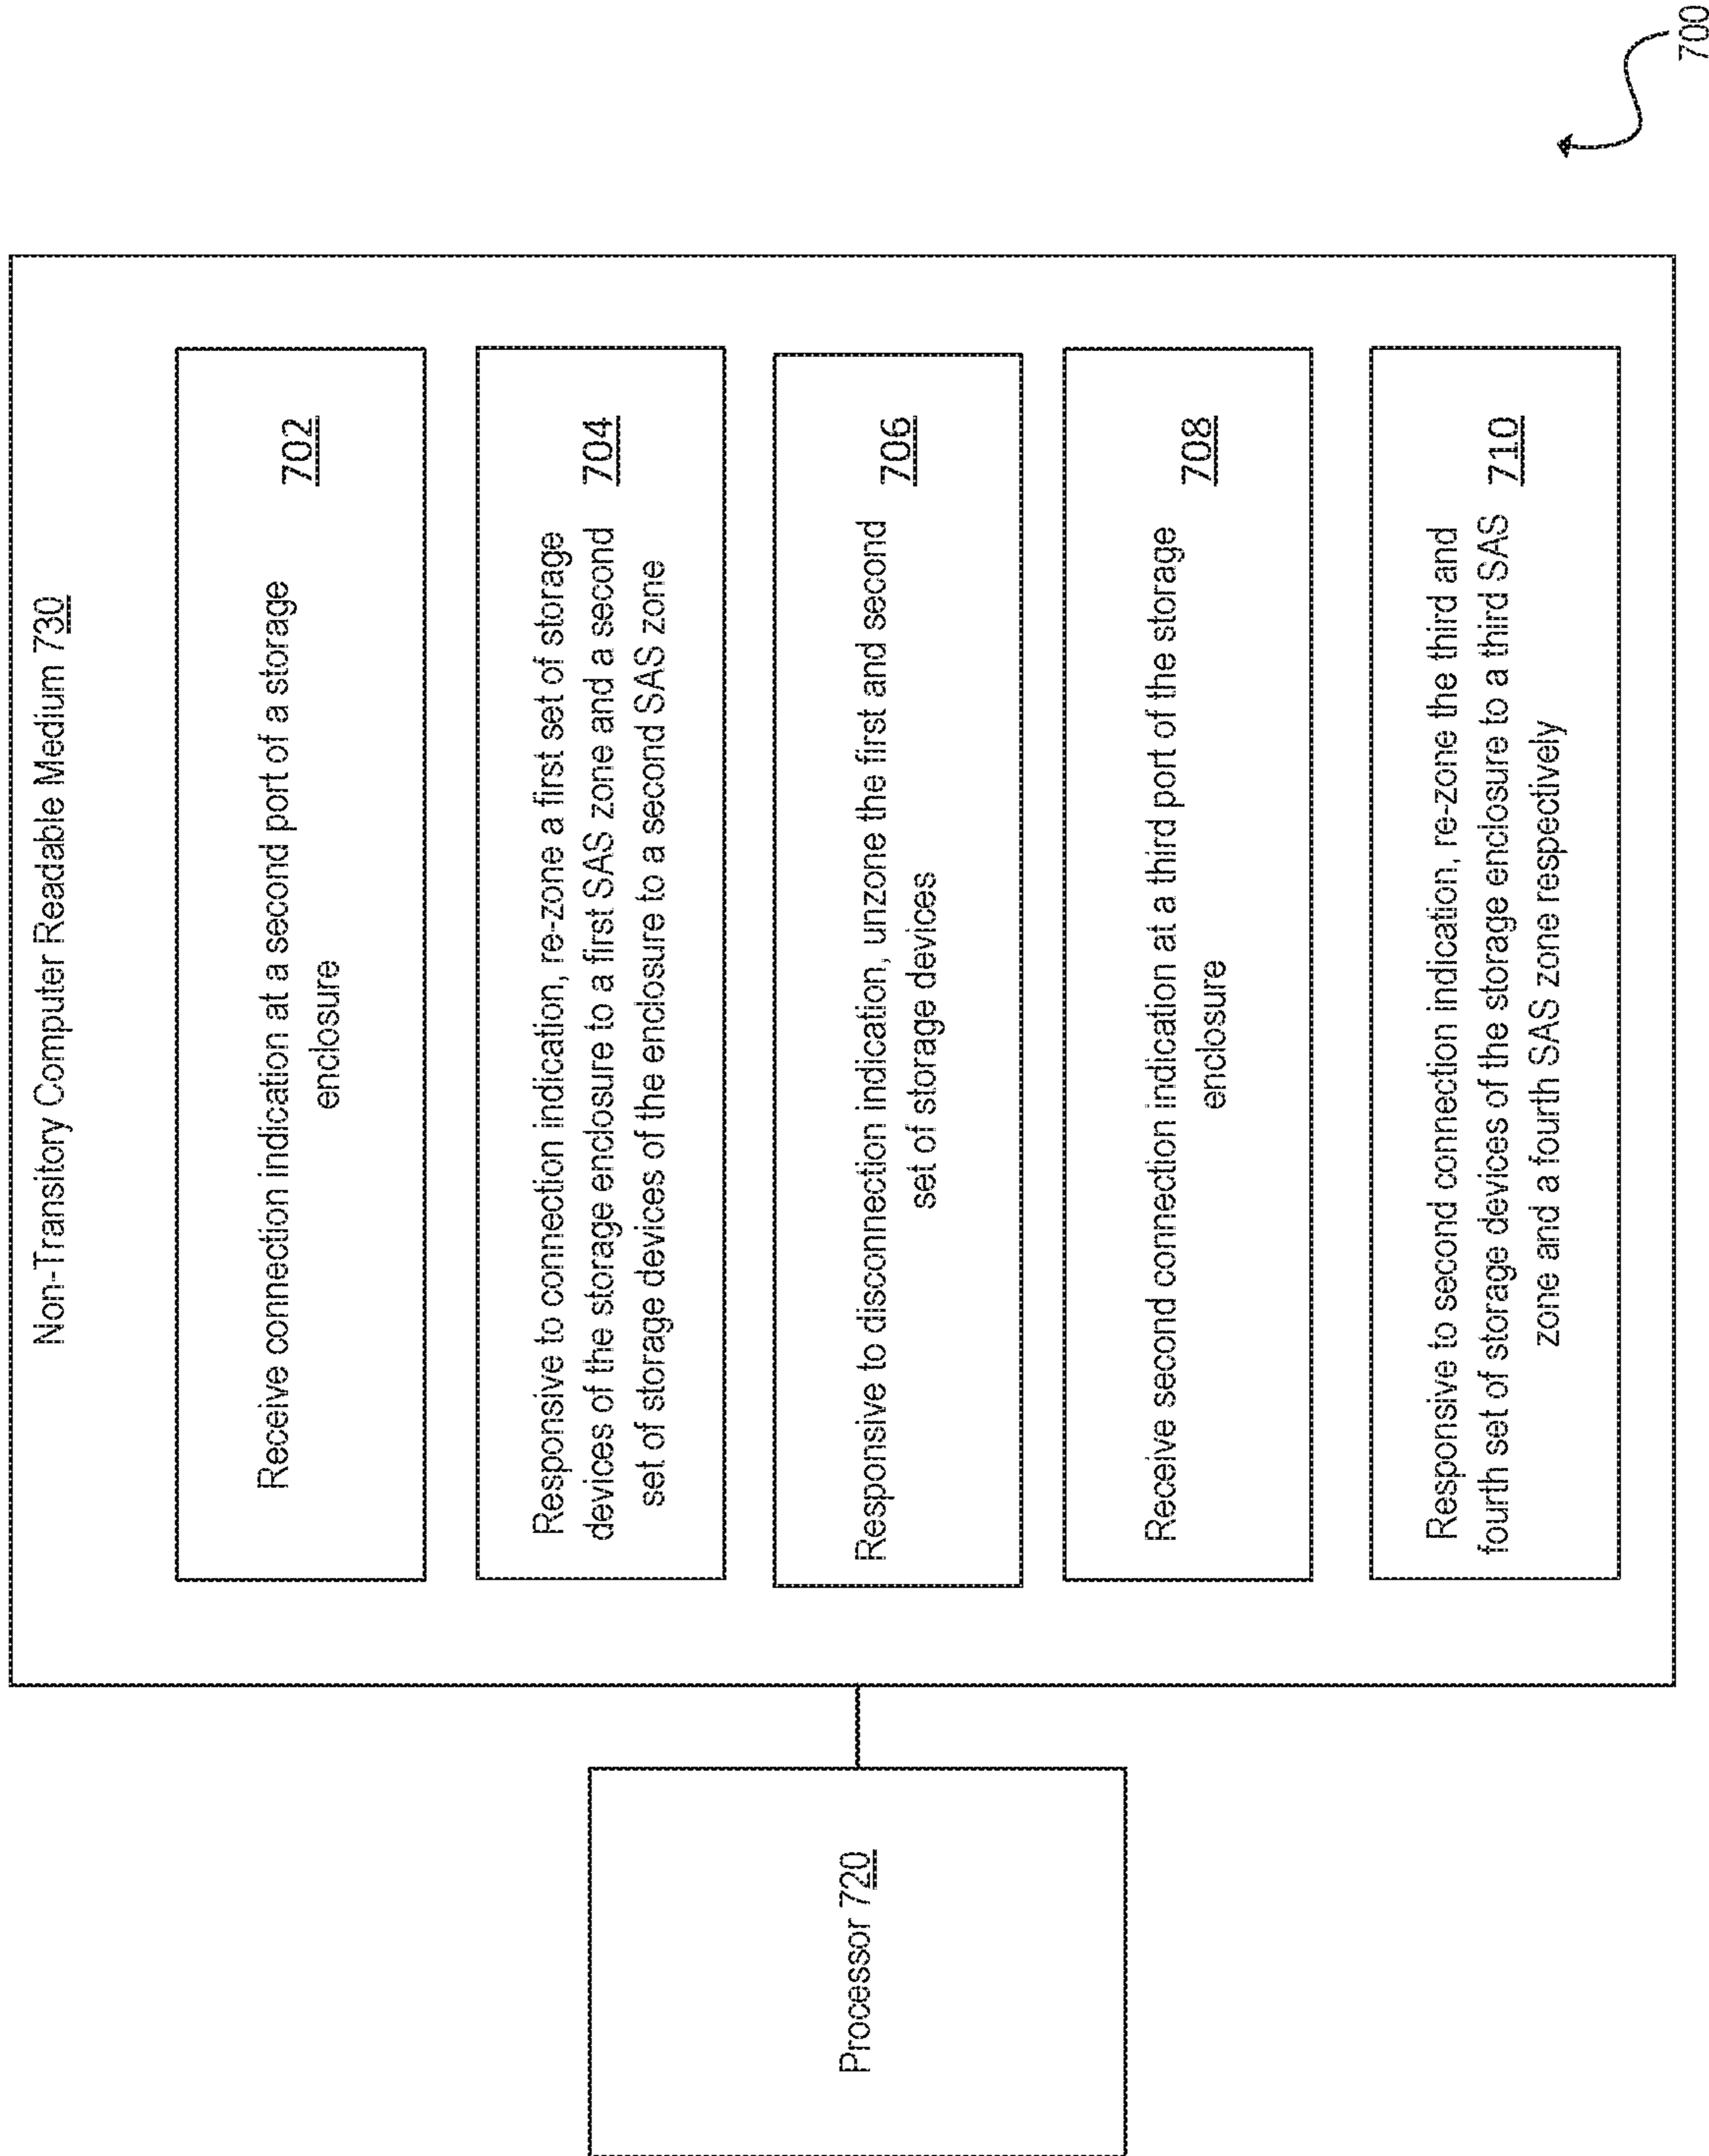 Non-Transitory Computer Readable Medium 730
Receive connection indication at a second port of a storage
enclosure
702
Responsive to connection indication, re-zone a first set of storage
devices of the storage enclosure to a first SAS zone and a second
set of storage devices of the enclosure to a second SAS zone
704
Responsive to disconnection indication, unzone the first and second
set of storage devices
706
Receive second connection indication at a third port of the storage
enclosure
708
Responsive to second connection indication, re-zone the third and
fourth set of storage devices of the storage enclosure to a third SAS
zone and a fourth SAS zone respectively
710
Processor 720
700